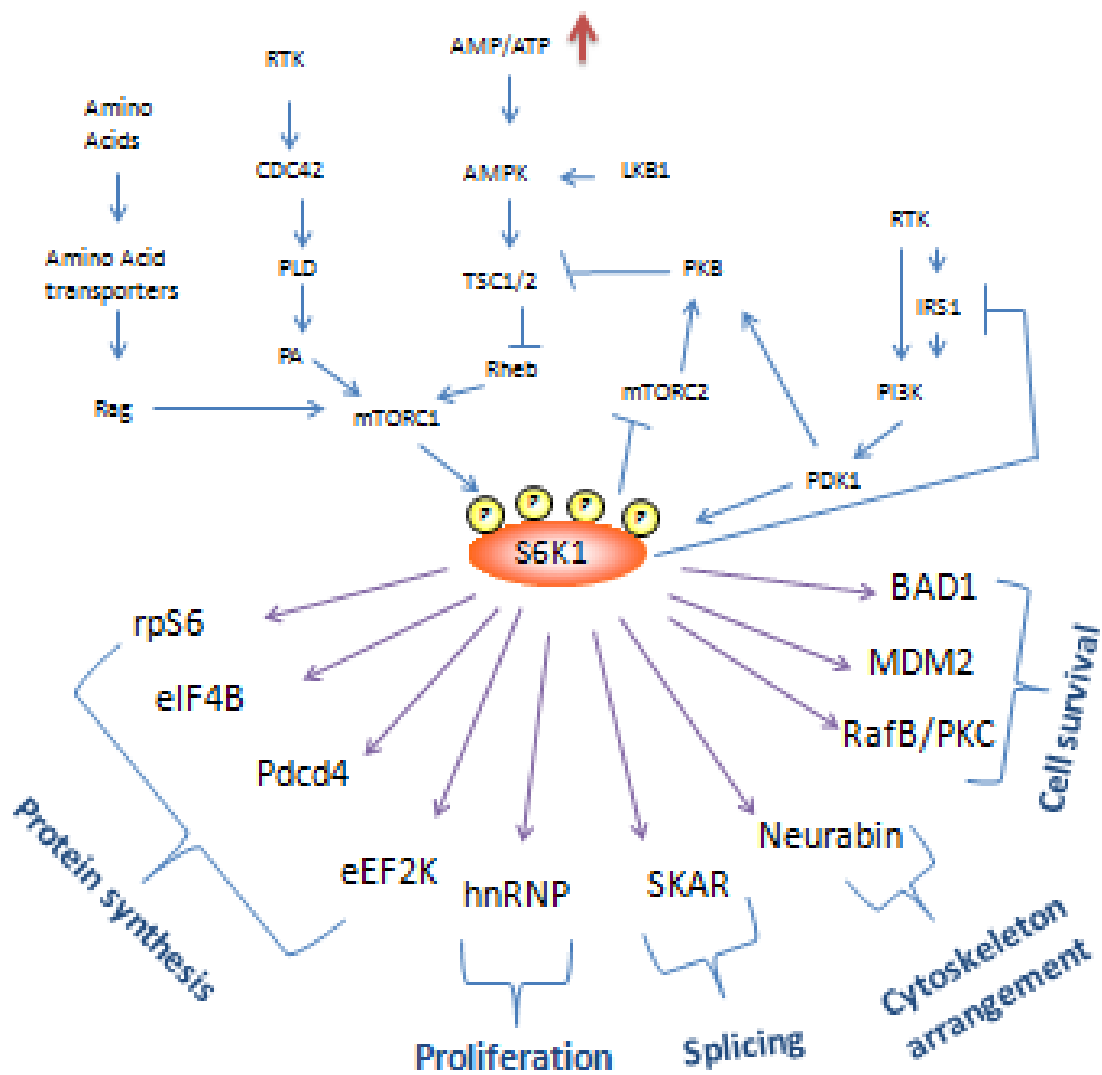 AMP/ATP
RTK
Amino
Acids
CDC42
AMPK
LKB1
RTK
Amino Acid
transporters
PLD
TSC1/2
PKB
IRS1
PA
Rheb
mTORC2
PI3K
Rag
mTORC1
PDK1
P
P
P
P
S6K1
rpS6
eIF4B
Pdcd4
eEF2K
hnRNP
SKAR
Neurabin
RafB/PKC
MDM2
BAD1
Protein synthesis
Proliferation
Splicing
Cytoskeleton
arrangement
Cell survival